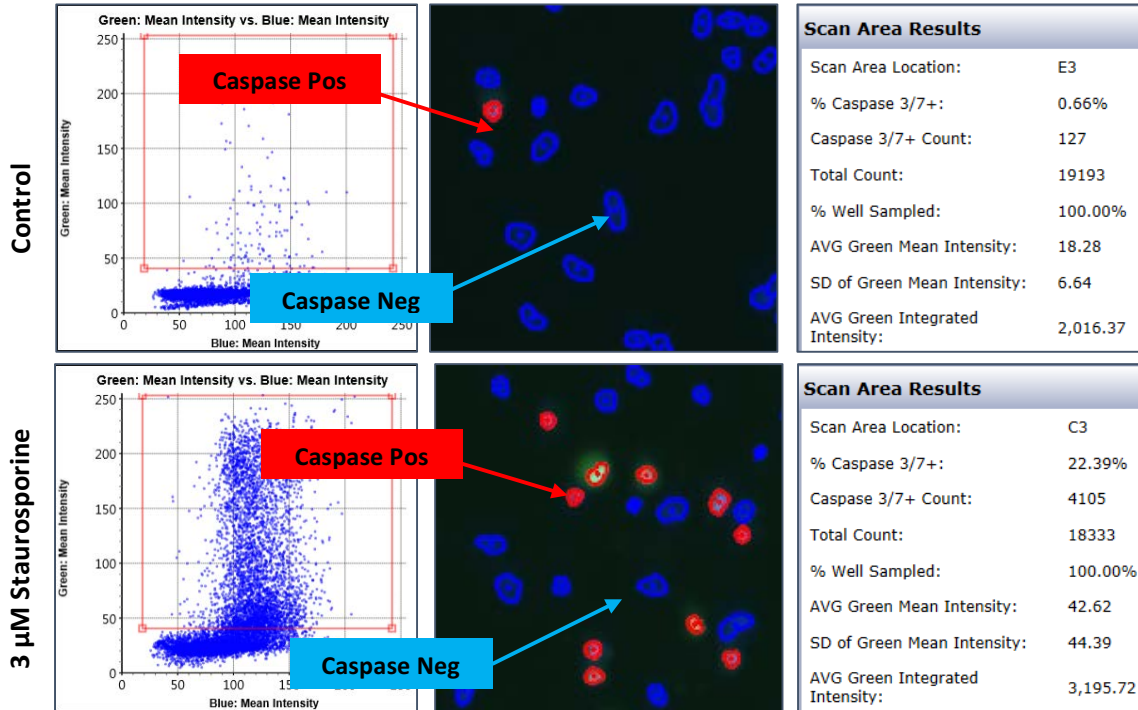 Control
Green: Mean Intensity vs. Blue: Mean Intensity
Green: Mean Intensity
250
200
150
100
50
0
0
50
100
150
200
250
Blue: Mean Intensity
Caspase Pos
Caspase Neg
Scan Area Results
Scan Area Location: E3
% Caspase 3/7+: 0.66%
Caspase 3/7+ Count: 127
Total Count: 19193
% Well Sampled: 100.00%
AVG Green Mean Intensity: 18.28
SD of Green Mean Intensity: 6.64
AVG Green Integrated
Intensity: 2,016.37
3 µM Staurosporine
Green: Mean Intensity vs. Blue: Mean Intensity
Green: Mean Intensity
250
200
150
100
50
0
0
50
100
Blue: Mean Intensity
Caspase Pos
Caspase Neg
Scan Area Results
Scan Area Location: C3
% Caspase 3/7+: 22.39%
Caspase 3/7+ Count: 4105
Total Count: 18333
% Well Sampled: 100.00%
AVG Green Mean Intensity: 42.62
SD of Green Mean Intensity: 44.39
AVG Green Integrated
Intensity: 3,195.72